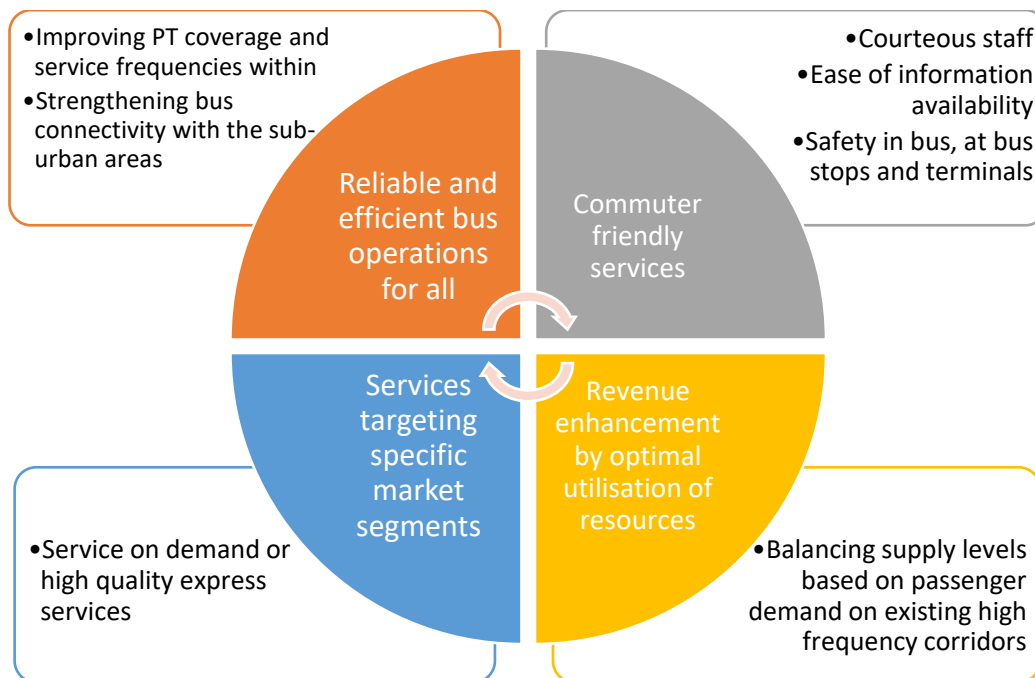 •Improving PT coverage and
service frequencies within
•Strengthening bus
connectivity with the sub-
urban areas
Reliable and
efficient bus
operations
for all
•Courteous staff
•Ease of information
availability
•Safety in bus, at bus
stops and terminals
Commuter
friendly
services
Services
targeting
specific
market
segments
•Service on demand or
high quality express
services
Revenue
enhancement
by optimal
utilisation of
resources
•Balancing supply levels
based on passenger
demand on existing high
frequency corridors